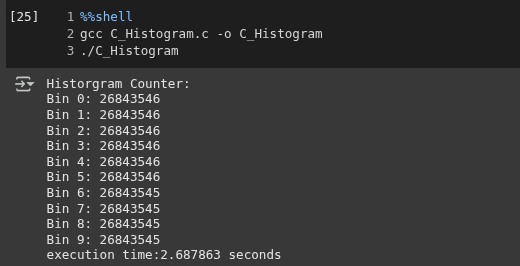 [25] 1 %%shell
2 gcc C_Histogram.c -o C_Histogram
3 ./C_Histogram
Historgram Counter:
Bin 0: 26843546
Bin 1: 26843546
Bin 2: 26843546
Bin 3: 26843546
Bin 4: 26843546
Bin 5: 26843546
Bin 6: 26843545
Bin 7: 26843545
Bin 8: 26843545
Bin 9: 26843545
execution time:2.687863 seconds